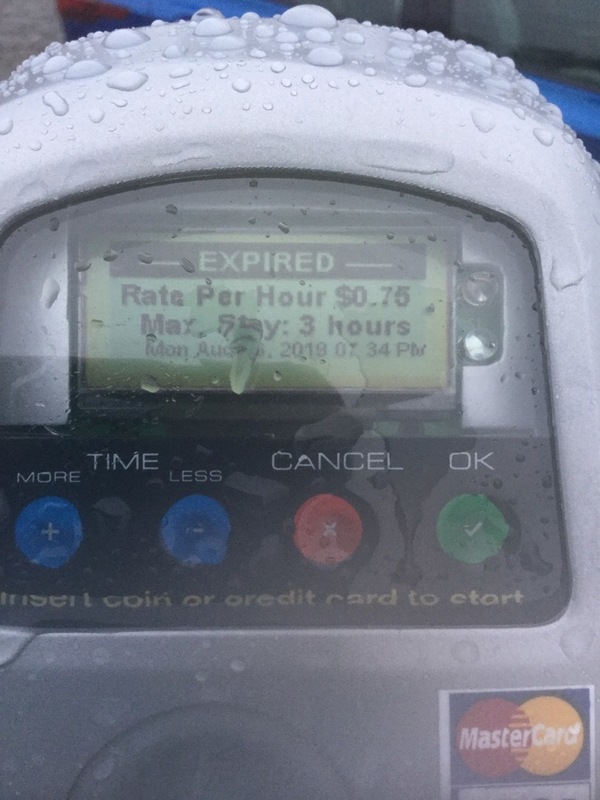 EXPIRED
Rate Per Hour $0.75
Max. Stay: 3 hours
Mon Aug 2019 07 34 PM
TIME
MORE LESS
CANCEL OK
+ - x ✓
Insert coin or credit card to start
MasterCard